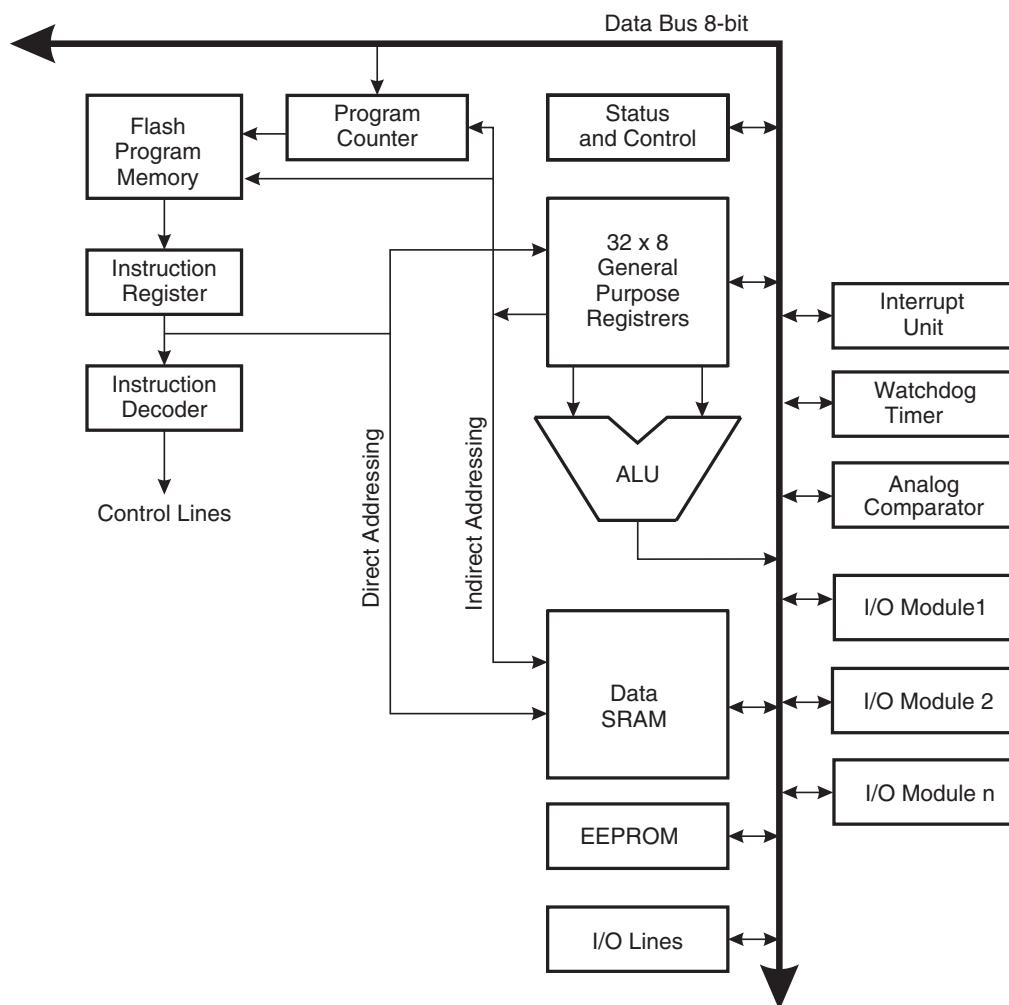 Data Bus 8-bit
Flash
Program
Memory
Program
Counter
Status
and Control
32 x 8
General
Purpose
Registrers
Instruction
Register
Instruction
Decoder
Control Lines
Direct Addressing
Indirect Addressing
ALU
Interrupt
Unit
Watchdog
Timer
Analog
Comparator
I/O Module1
Data
SRAM
I/O Module 2
I/O Module n
EEPROM
I/O Lines